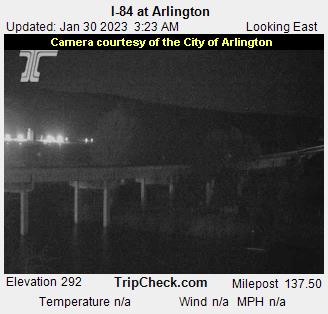 I-84 at Arlington
Updated: Jan 30 2023 3:23 AM Looking East
Camera courtesy of the City of Arlington
Elevation 292 TripCheck.com Milepost 137.50
Temperature n/a Wind n/a MPH n/a